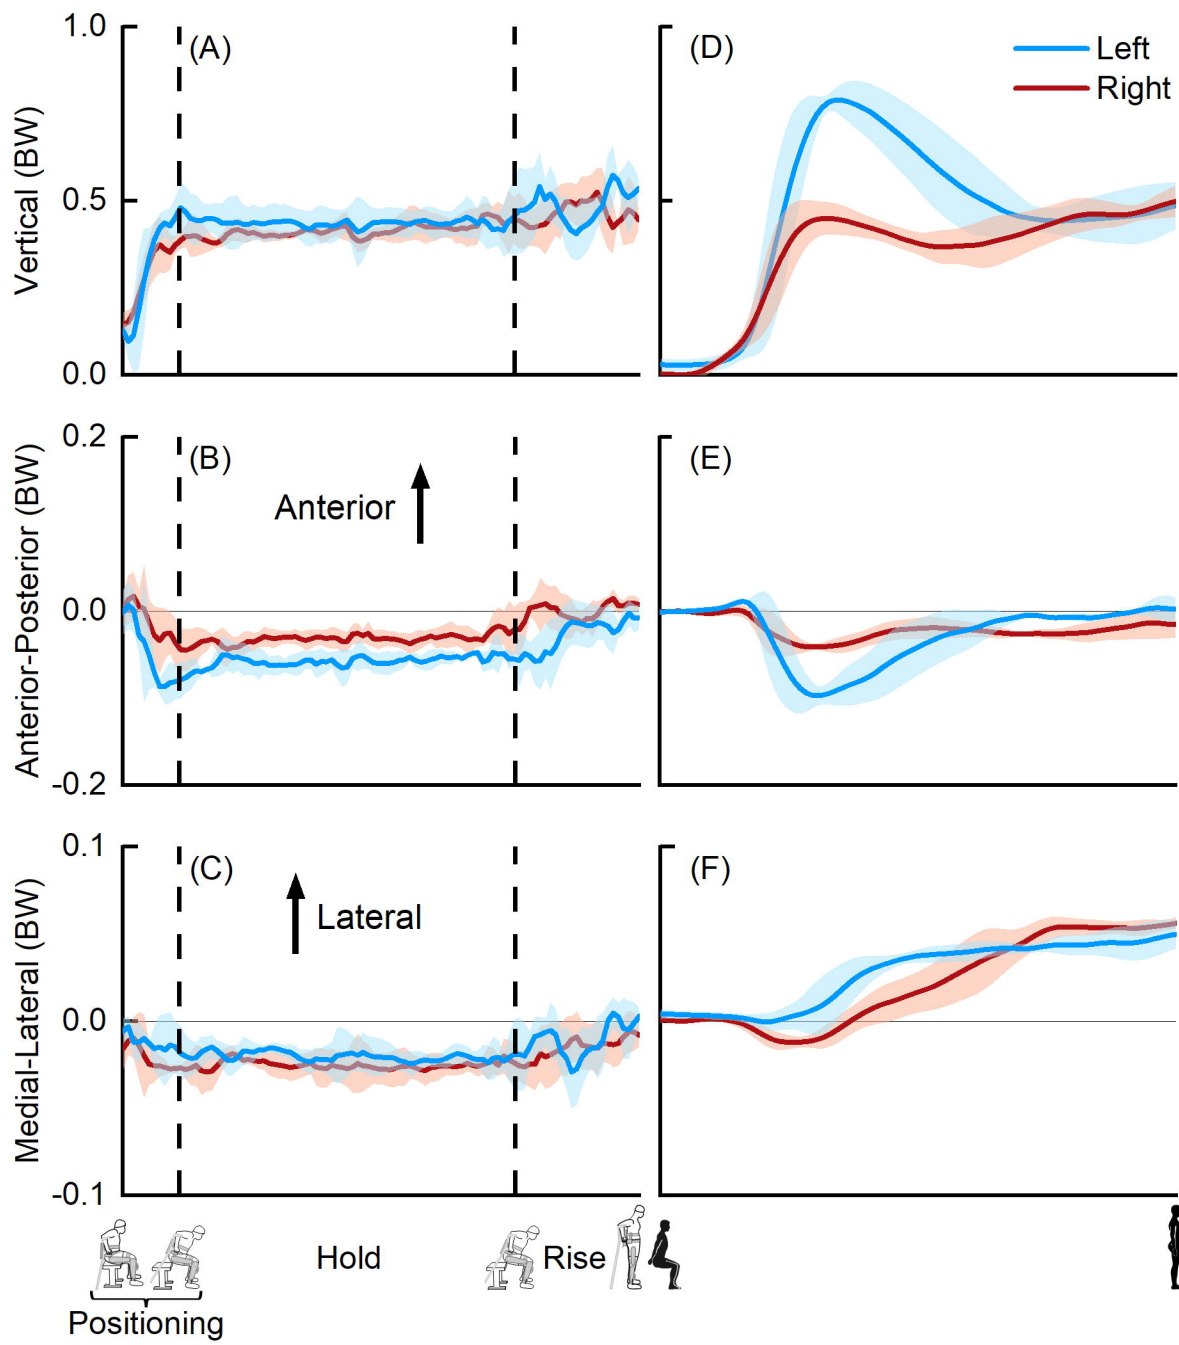 1.0
(A)
(D)
Left
Right
Vertical (BW)
0.5
0.0
0.2
(B)
(E)
Anterior
Anterior-Posterior (BW)
0.0
-0.2
0.1
(C)
(F)
Lateral
Medial-Lateral (BW)
0.0
-0.1
Hold
Rise
Positioning